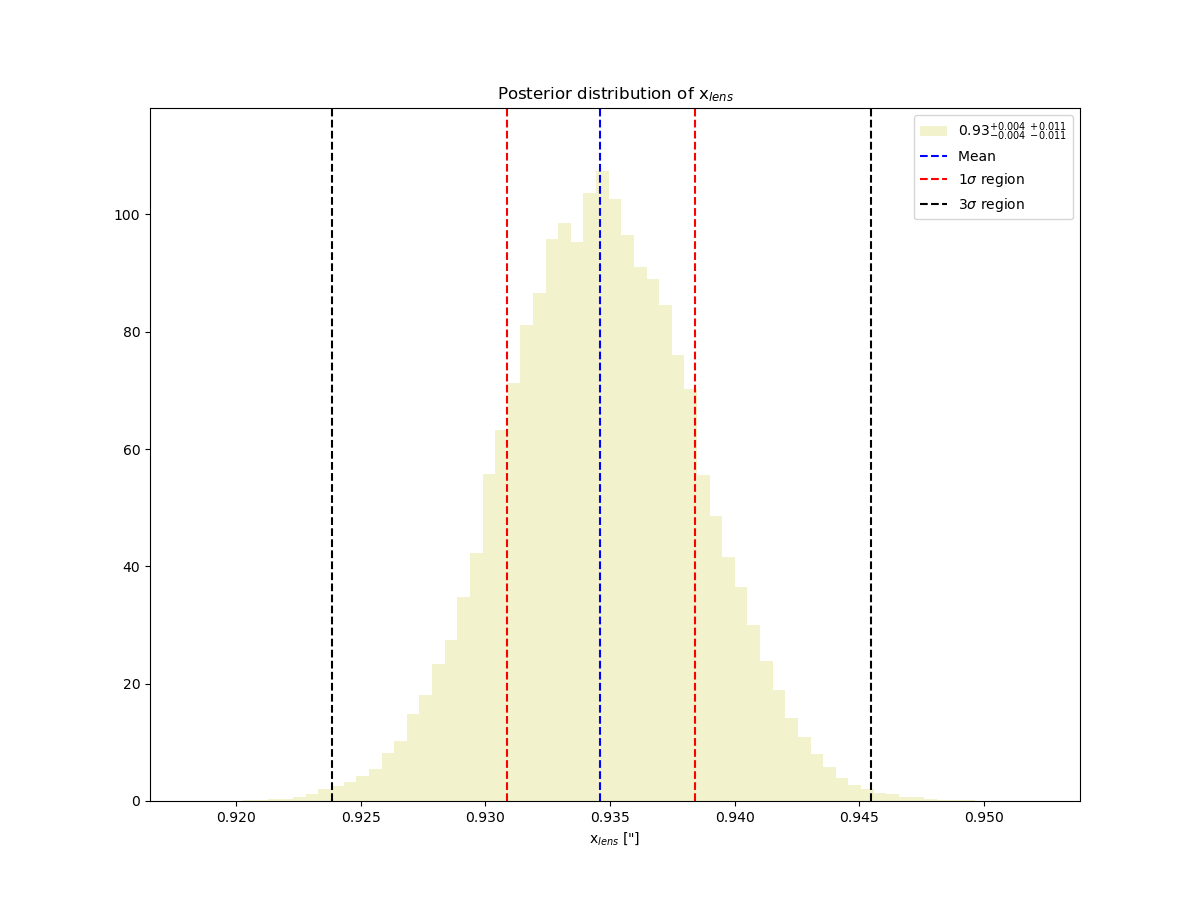 Posterior distribution of x_lens
0.93 +0.004 +0.011
-0.004 -0.011
Mean
1σ region
3σ region
100
80
60
40
20
0
0.920 0.925 0.930 0.935 0.940 0.945 0.950
x_lens ["]